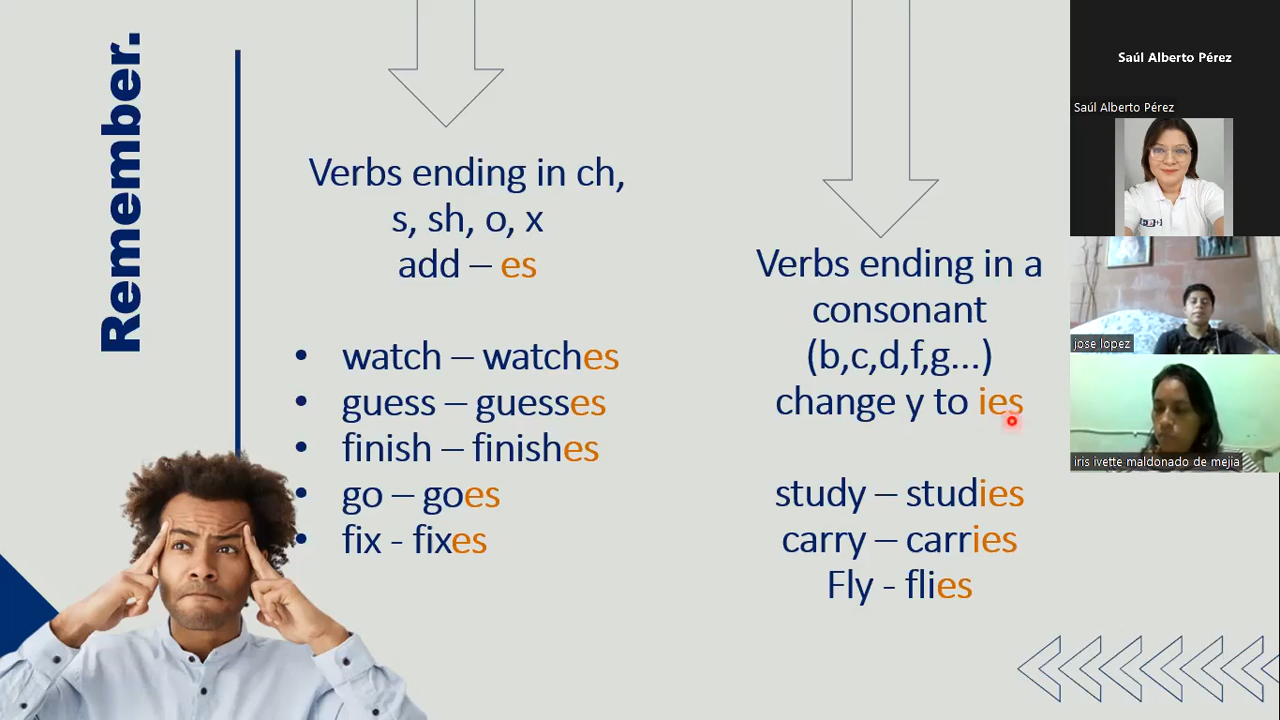 Remember.
Verbs ending in ch,
s, sh, o, x
add – es
• watch – watches
• guess – guesses
• finish – finishes
• go – goes
• fix - fixes
Verbs ending in a
consonant
(b,c,d,f,g...)
change y to ies
study – studies
carry – carries
Fly - flies
Saúl Alberto Pérez
Saúl Alberto Pérez
jose lopez
iris ivette maldonado de mejia